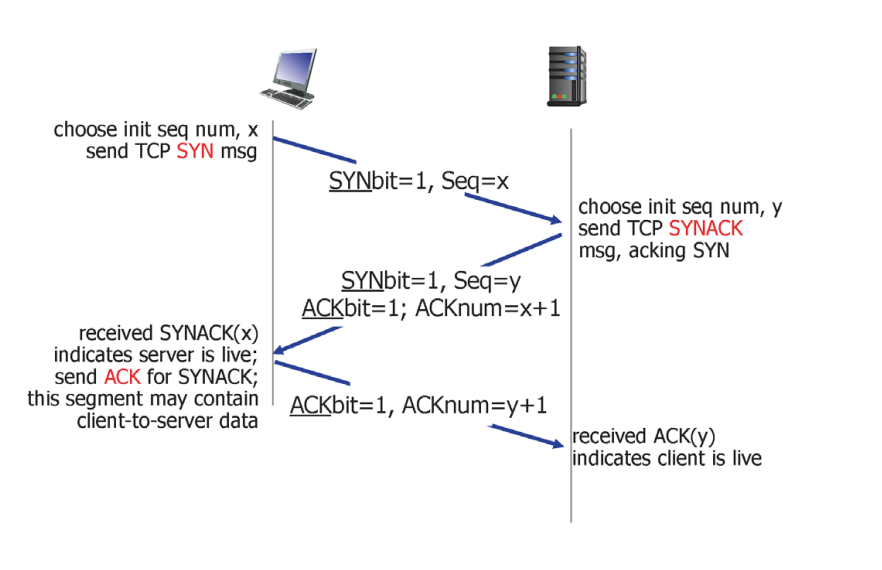 choose init seq num, x
send TCP SYN msg
SYNbit=1, Seq=x
choose init seq num, y
send TCP SYNACK
msg, acking SYN
SYNbit=1, Seq=y
ACKbit=1; ACKnum=x+1
received SYNACK(x)
indicates server is live;
send ACK for SYNACK;
this segment may contain
client-to-server data
ACKbit=1, ACKnum=y+1
received ACK(y)
indicates client is live